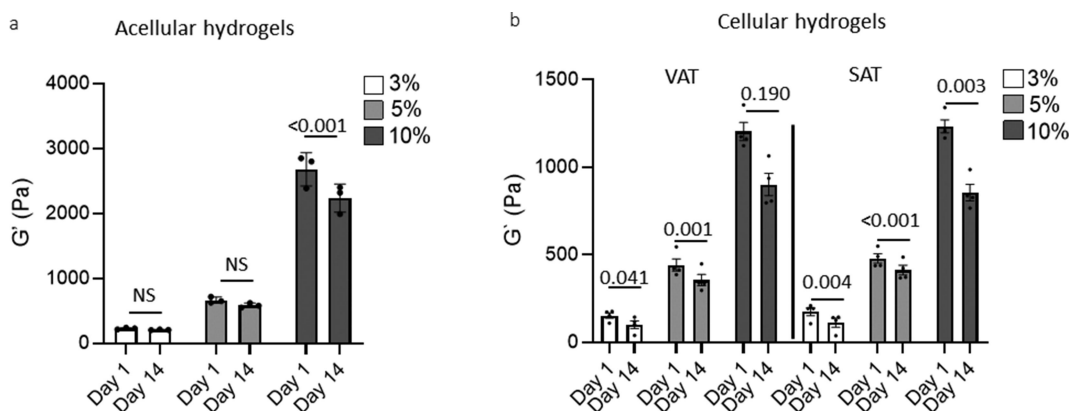 a
Acellular hydrogels
4000
3000
2000
1000
0
G' (Pa)
3%
5%
10%
NS
NS
<0.001
Day 1
Day 14
Day 1
Day 14
Day 1
Day 14
b
Cellular hydrogels
1500
1000
500
0
G` (Pa)
VAT
SAT
3%
5%
10%
0.041
0.001
0.190
0.004
<0.001
0.003
Day 1
Day 14
Day 1
Day 14
Day 1
Day 14
Day 1
Day 14
Day 1
Day 14
Day 1
Day 14